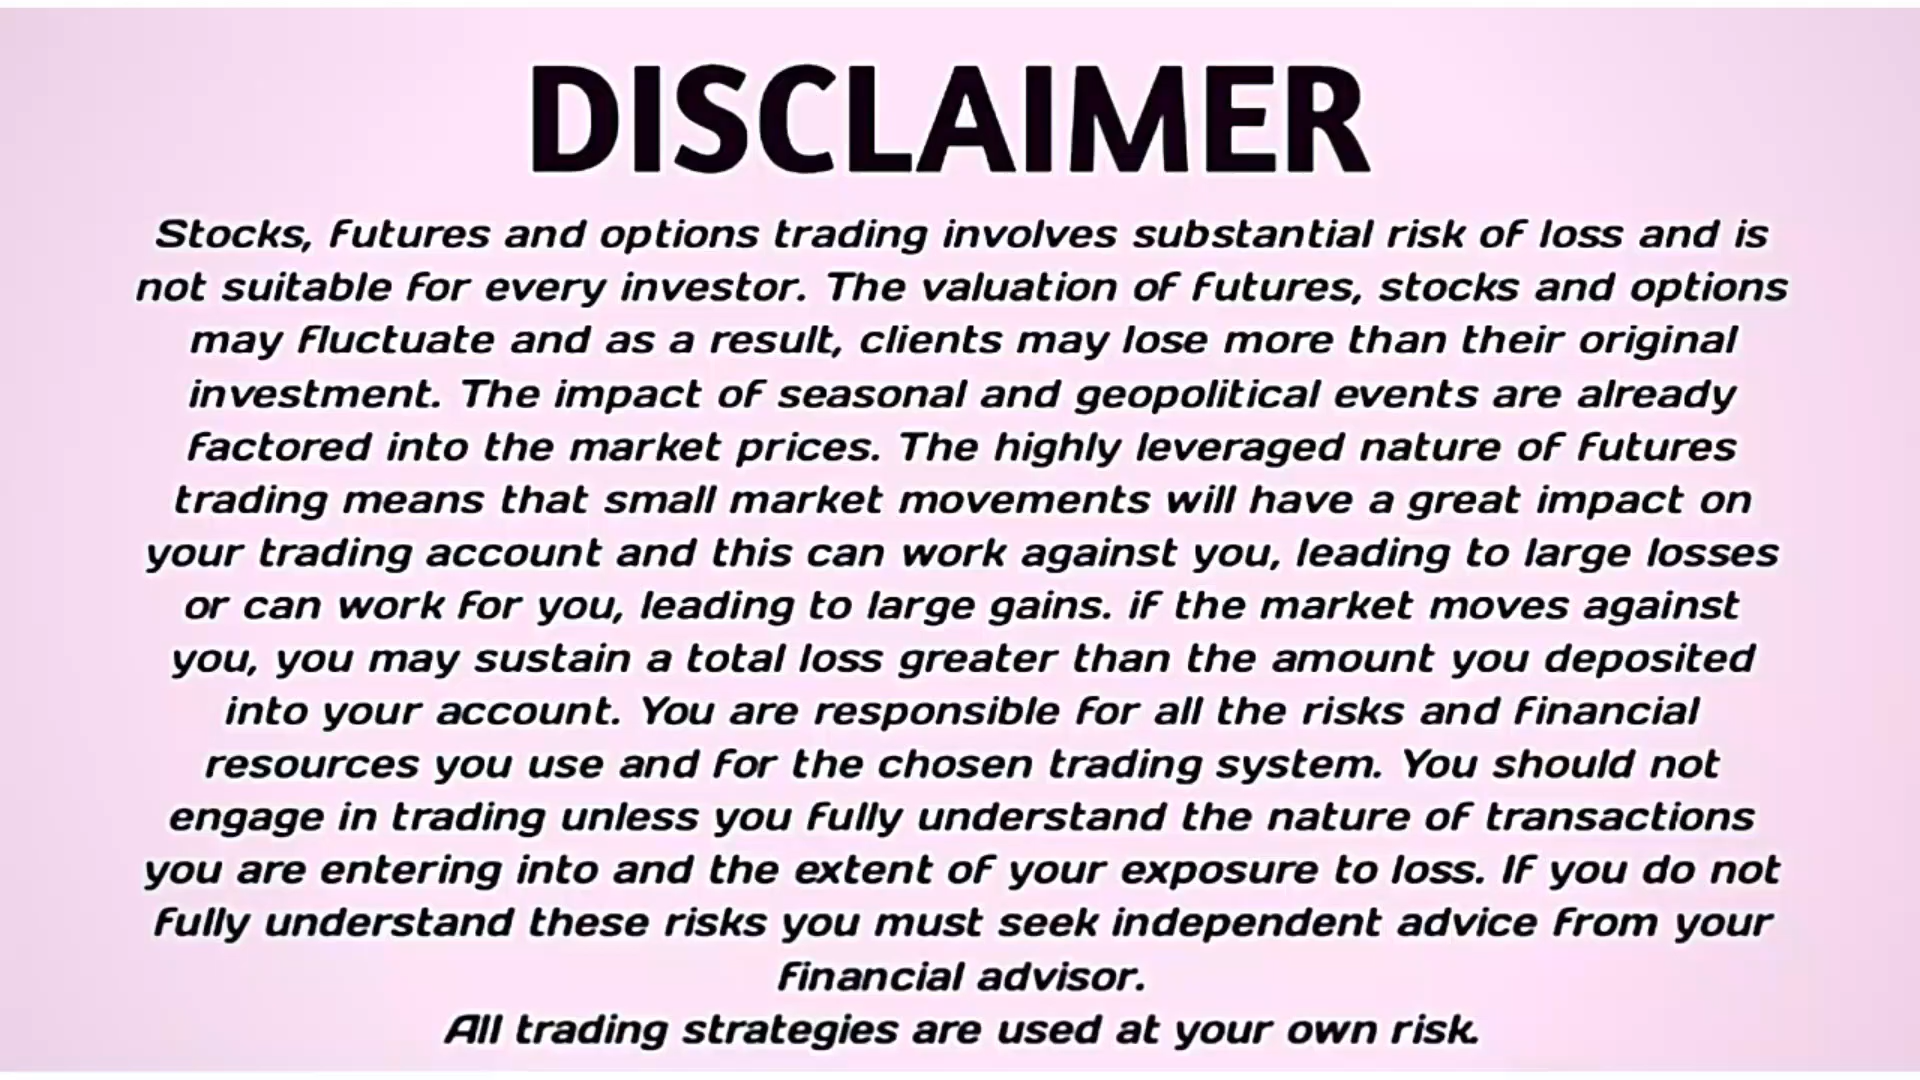 DISCLAIMER
Stocks, futures and options trading involves substantial risk of loss and is
not suitable for every investor. The valuation of futures, stocks and options
may fluctuate and as a result, clients may lose more than their original
investment. The impact of seasonal and geopolitical events are already
factored into the market prices. The highly leveraged nature of futures
trading means that small market movements will have a great impact on
your trading account and this can work against you, leading to large losses
or can work for you, leading to large gains. if the market moves against
you, you may sustain a total loss greater than the amount you deposited
into your account. You are responsible for all the risks and financial
resources you use and for the chosen trading system. You should not
engage in trading unless you fully understand the nature of transactions
you are entering into and the extent of your exposure to loss. If you do not
fully understand these risks you must seek independent advice from your
financial advisor.
All trading strategies are used at your own risk.